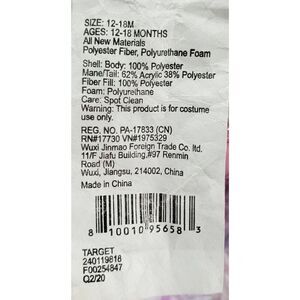 SIZE: 12-18M
AGES: 12-18 MONTHS
All New Materials
Polyester Fiber, Polyurethane Foam
Shell: Body: 100% Polyester
Mane/Tail: 62% Acrylic 38% Polyester
Fiber Fill: 100% Polyester
Foam: Polyurethane
Care: Spot Clean
Warning: This product is for costume
use only.
REG. NO. PA-17833 (CN)
RN#17730 VN#1975329
Wuxi Jinmao Foreign Trade Co. ltd.
11/F Jiafu Building,#97 Renmin
Road (M)
Wuxi, Jiangsu, 214002, China
Made in China
8 10010 95658 3
TARGET
240119818
F00254847
Q2/20